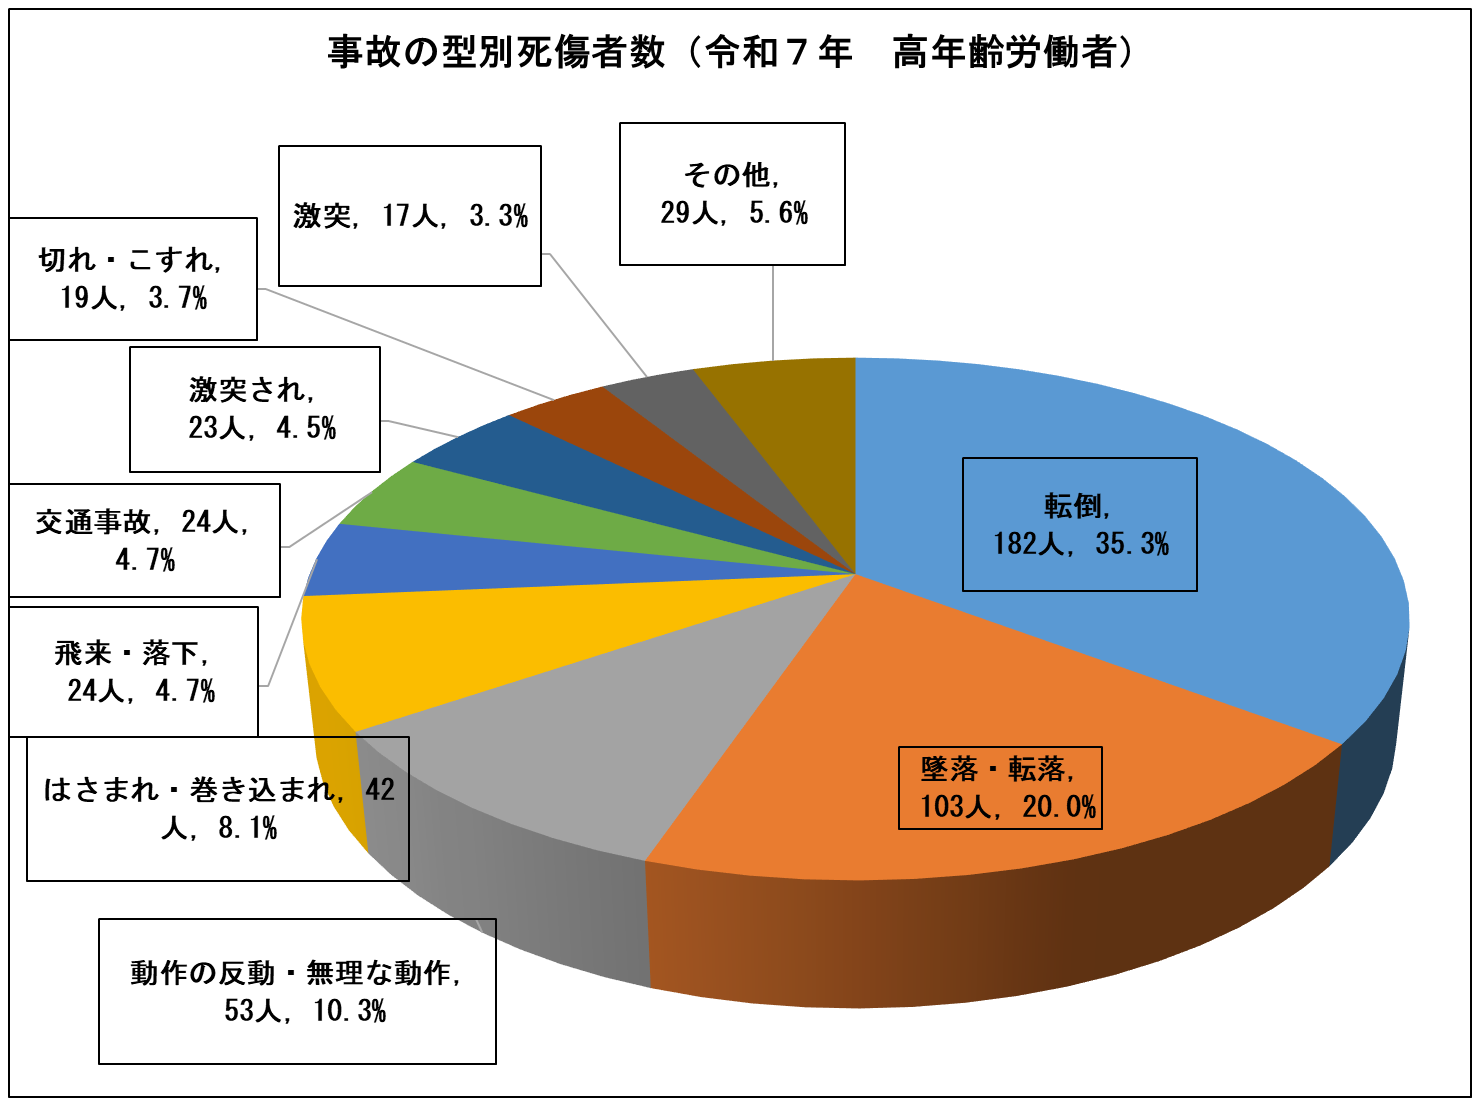 事故の型別死傷者数（令和７年　高年齢労働者）
その他,
29人, 5.6%
激突, 17人, 3.3%
切れ・こすれ,
19人, 3.7%
激突され,
23人, 4.5%
交通事故, 24人,
4.7%
飛来・落下,
24人, 4.7%
はさまれ・巻き込まれ, 42
人, 8.1%
動作の反動・無理な動作,
53人, 10.3%
転倒,
182人, 35.3%
墜落・転落,
103人, 20.0%